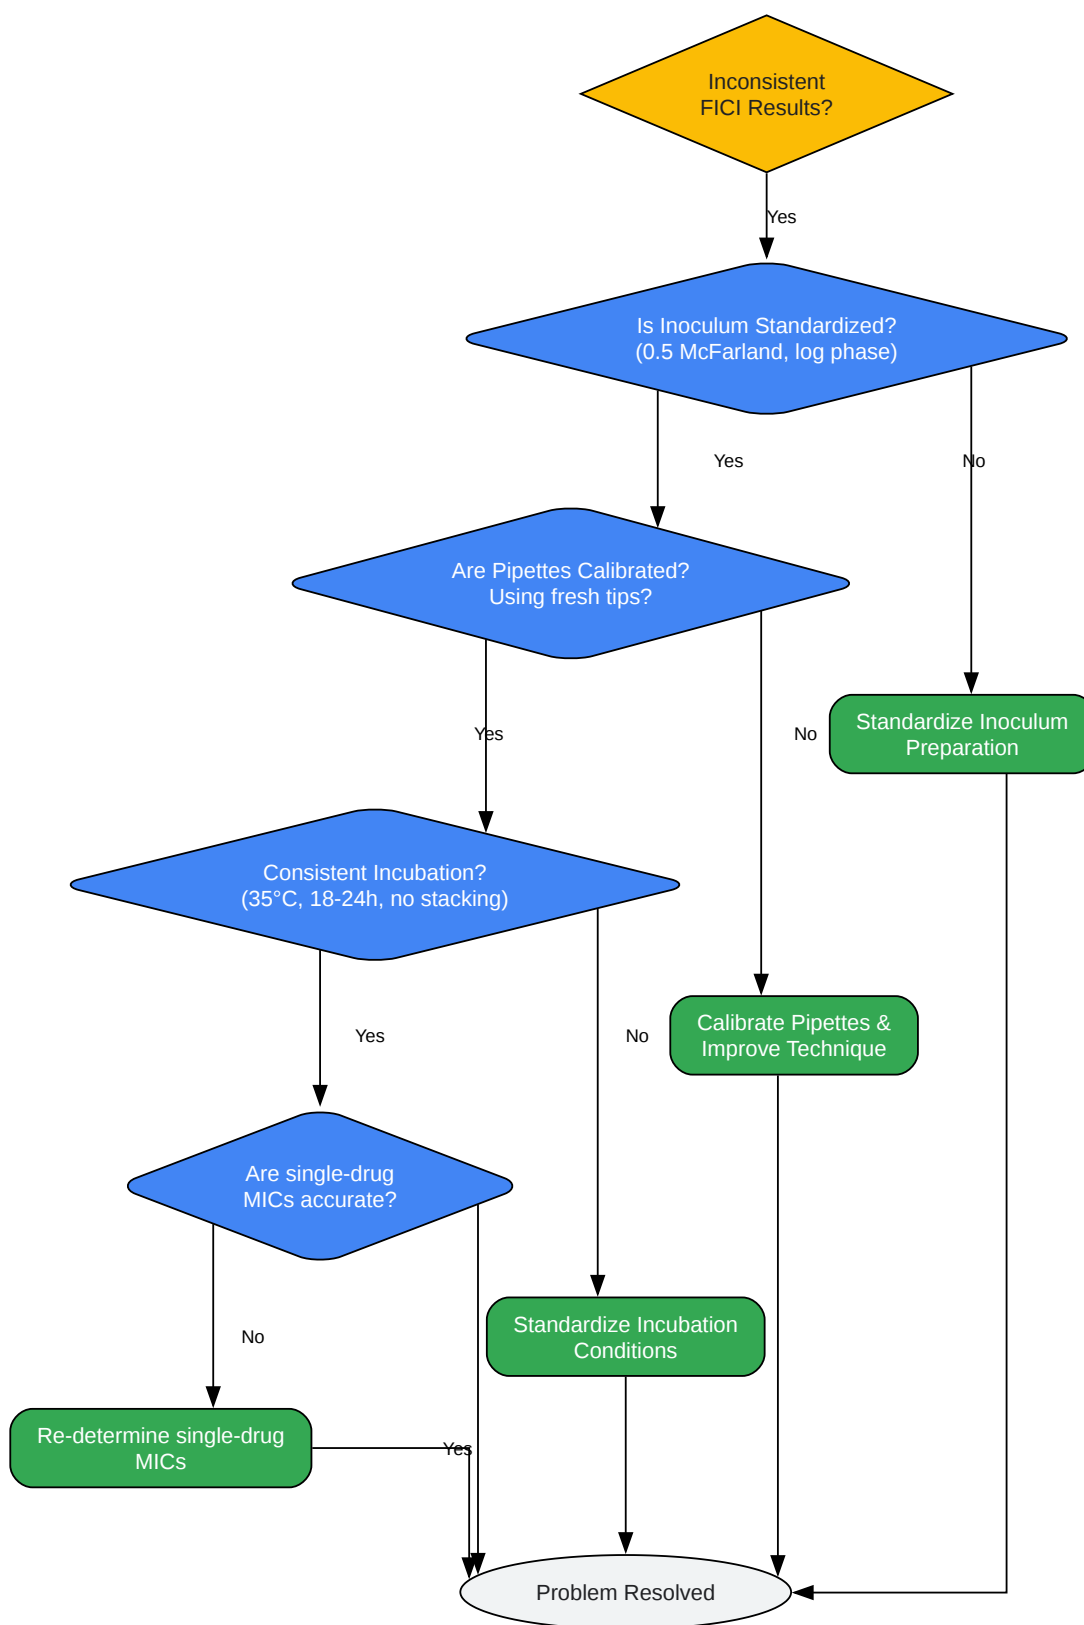 Inconsistent
FICI Results?
Yes
Is Inoculum Standardized?
(0.5 McFarland, log phase)
Yes
No
Are Pipettes Calibrated?
Using fresh tips?
Yes
No
Standardize Inoculum
Preparation
Consistent Incubation?
(35°C, 18-24h, no stacking)
Yes
No
Calibrate Pipettes &
Improve Technique
Are single-drug
MICs accurate?
No
Standardize Incubation
Conditions
Re-determine single-drug
MICs
Yes
Problem Resolved